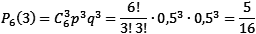 P₆(3) = C₆³p³q³ = 6!/(3! 3!) · 0,5³ · 0,5³ = 5/16